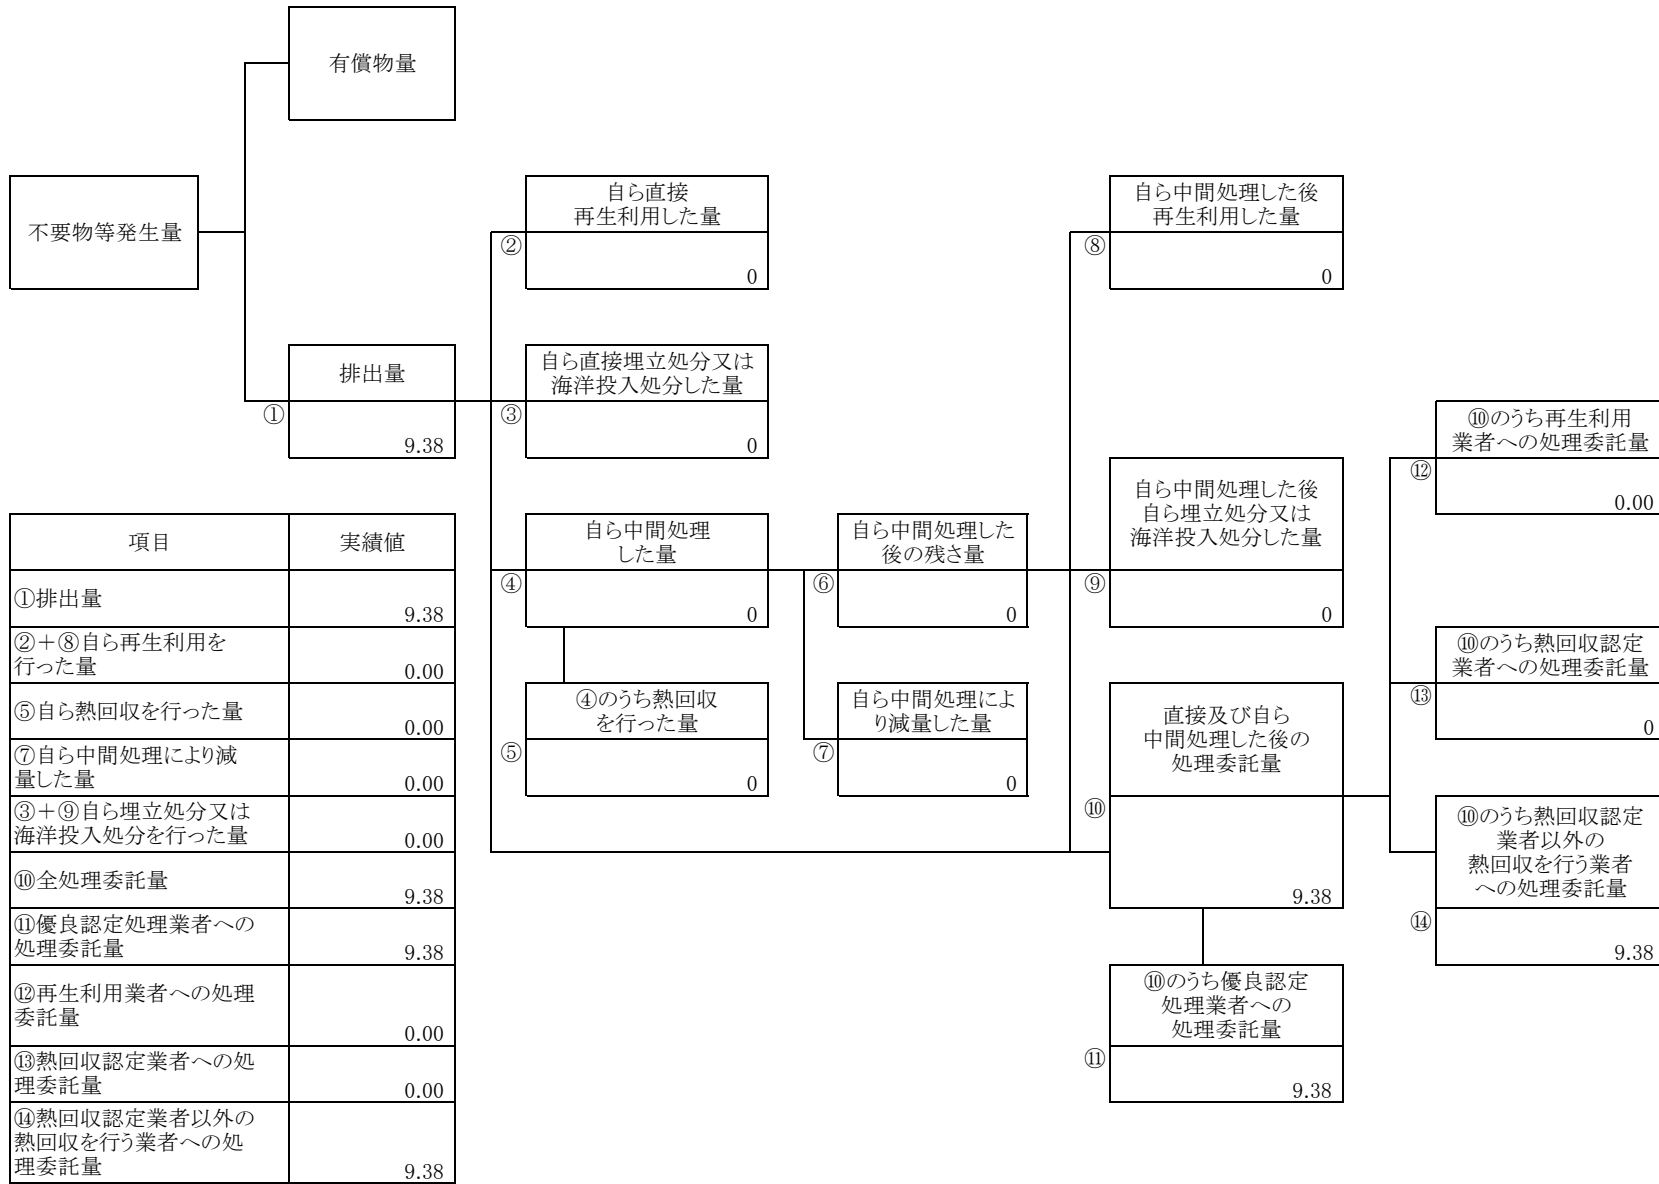 有償物量
不要物等発生量
排出量
①
9.38
自ら直接
再生利用した量
②
0
自ら直接埋立処分又は
海洋投入処分した量
③
0
自ら中間処理
した量
④
0
④のうち熱回収
を行った量
⑤
0
自ら中間処理した
後の残さ量
⑥
0
自ら中間処理によ
り減量した量
⑦
0
自ら中間処理した後
再生利用した量
⑧
0
自ら中間処理した後
自ら埋立処分又は
海洋投入処分した量
⑨
0
直接及び自ら
中間処理した後の
処理委託量
⑩
9.38
⑩のうち優良認定
処理業者への
処理委託量
⑪
9.38
⑩のうち再生利用
業者への処理委託量
⑫
0.00
⑩のうち熱回収認定
業者への処理委託量
⑬
0
⑩のうち熱回収認定
業者以外の
熱回収を行う業者
への処理委託量
⑭
9.38
項目 実績値
①排出量
9.38
②+⑧自ら再生利用を
行った量
0.00
⑤自ら熱回収を行った量
0.00
⑦自ら中間処理により減
量した量
0.00
③+⑨自ら埋立処分又は
海洋投入処分を行った量
0.00
⑩全処理委託量
9.38
⑪優良認定処理業者への
処理委託量
9.38
⑫再生利用業者への処理
委託量
0.00
⑬熱回収認定業者への処
理委託量
0.00
⑭熱回収認定業者以外の
熱回収を行う業者への処
理委託量
9.38